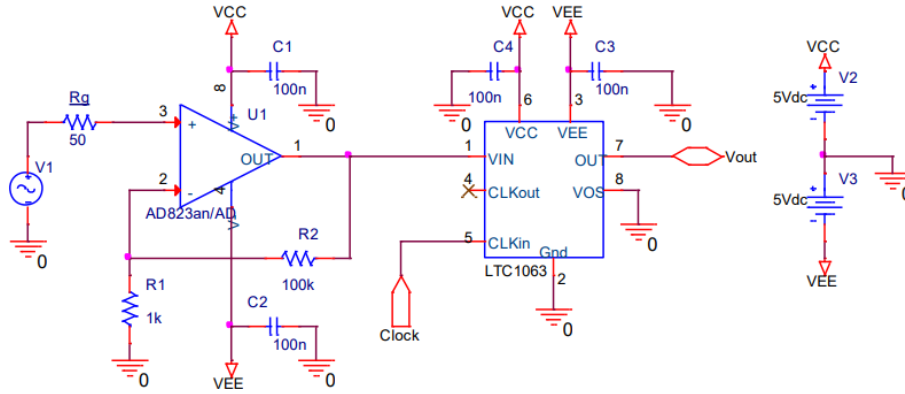 VCC
C1
100n
0
8
U1
V+
Rg
50
3
+
V1
0
OUT
1
2
-
AD823an/AD
4
V-
R2
100k
R1
1k
0
C2
100n
0
VEE
VCC
VEE
C4
100n
0
C3
100n
0
6
3
VCC
VEE
1
VIN
OUT
7
Vout
4
CLKout
VOS
8
0
5
CLKin
Gnd
LTC1063
2
0
Clock
VCC
V2
5Vdc
0
V3
5Vdc
VEE